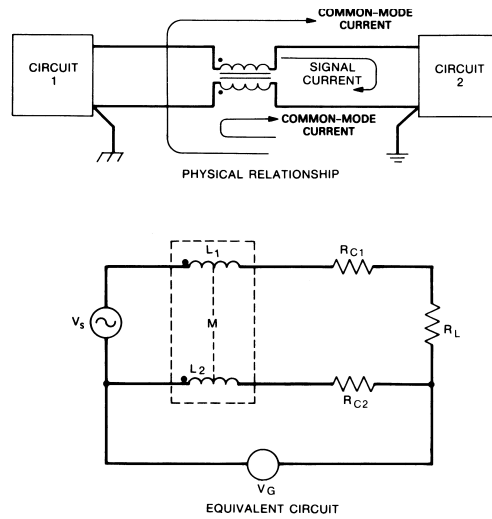 COMMON-MODE
CURRENT
CIRCUIT
1
SIGNAL
CURRENT
CIRCUIT
2
COMMON-MODE
CURRENT
PHYSICAL RELATIONSHIP
L1
RC1
VS
M
RL
L2
RC2
VG
EQUIVALENT CIRCUIT